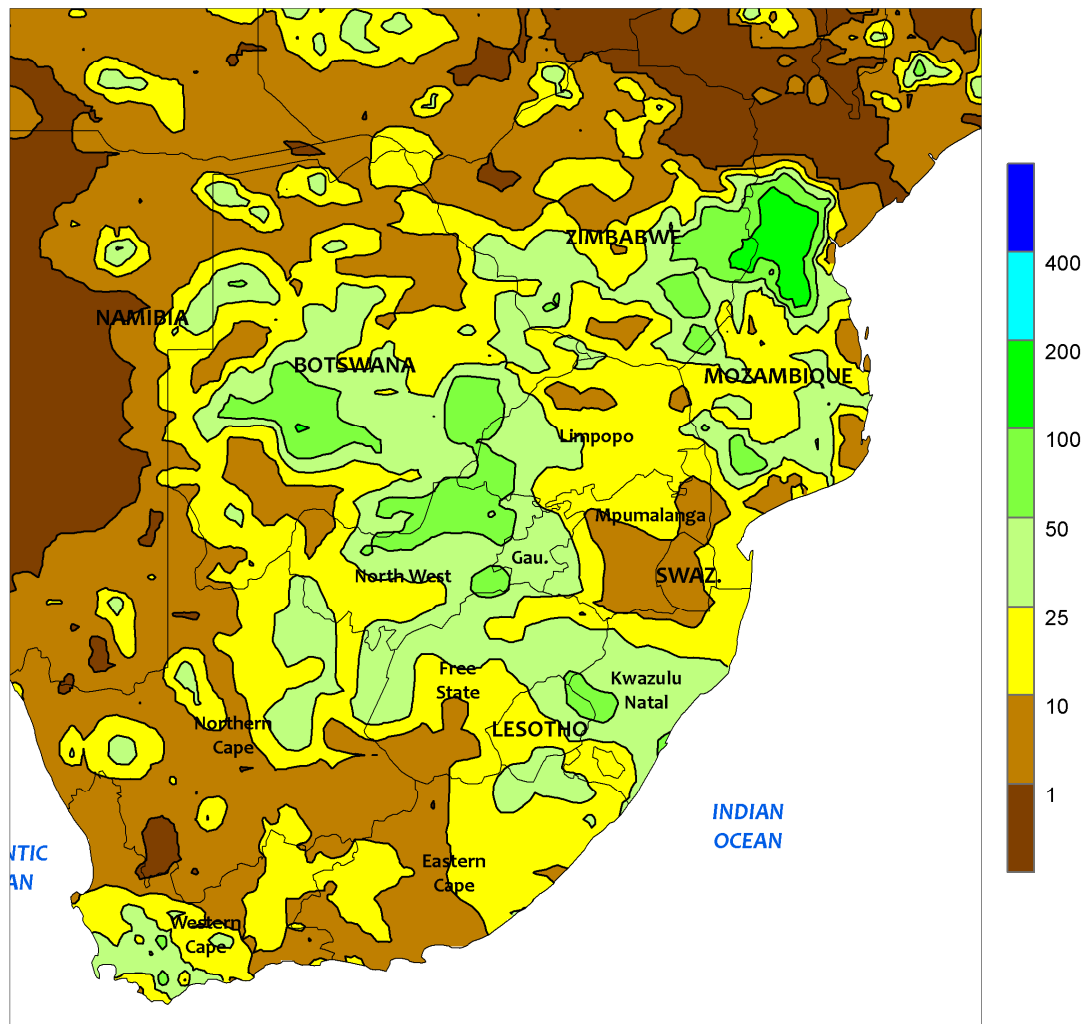 ZIMBABWE
NAMIBIA
BOTSWANA
MOZAMBIQUE
Limpopo
Mpumalanga
Gau.
North West
SWAZ.
Free
State
Kwazulu
Natal
Northern
Cape
LESOTHO
INDIAN
OCEAN
NTIC
AN
Eastern
Cape
Western
Cape
400
200
100
50
25
10
1